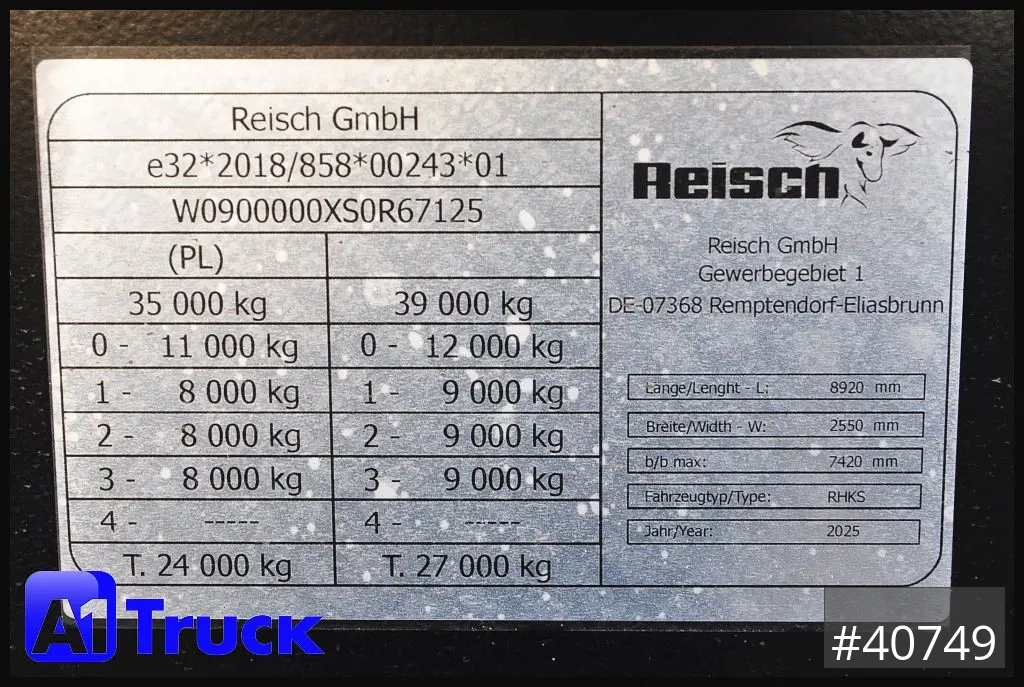 Reisch GmbH
e32*2018/858*00243*01
W0900000XS0R67125
(PL)
35 000 kg 39 000 kg
0 - 11 000 kg 0 - 12 000 kg
1 - 8 000 kg 1 - 9 000 kg
2 - 8 000 kg 2 - 9 000 kg
3 - 8 000 kg 3 - 9 000 kg
4 - ----- 4 - -----
T. 24 000 kg T. 27 000 kg
Reisch
Reisch GmbH
Gewerbegebiet 1
DE-07368 Remptendorf-Eliasbrunn
Länge/Lenght - L: 8920 mm
Breite/Width - W: 2550 mm
b/b max: 7420 mm
Fahrzeugtyp/Type: RHKS
Jahr/Year: 2025
A1 Truck
#40749